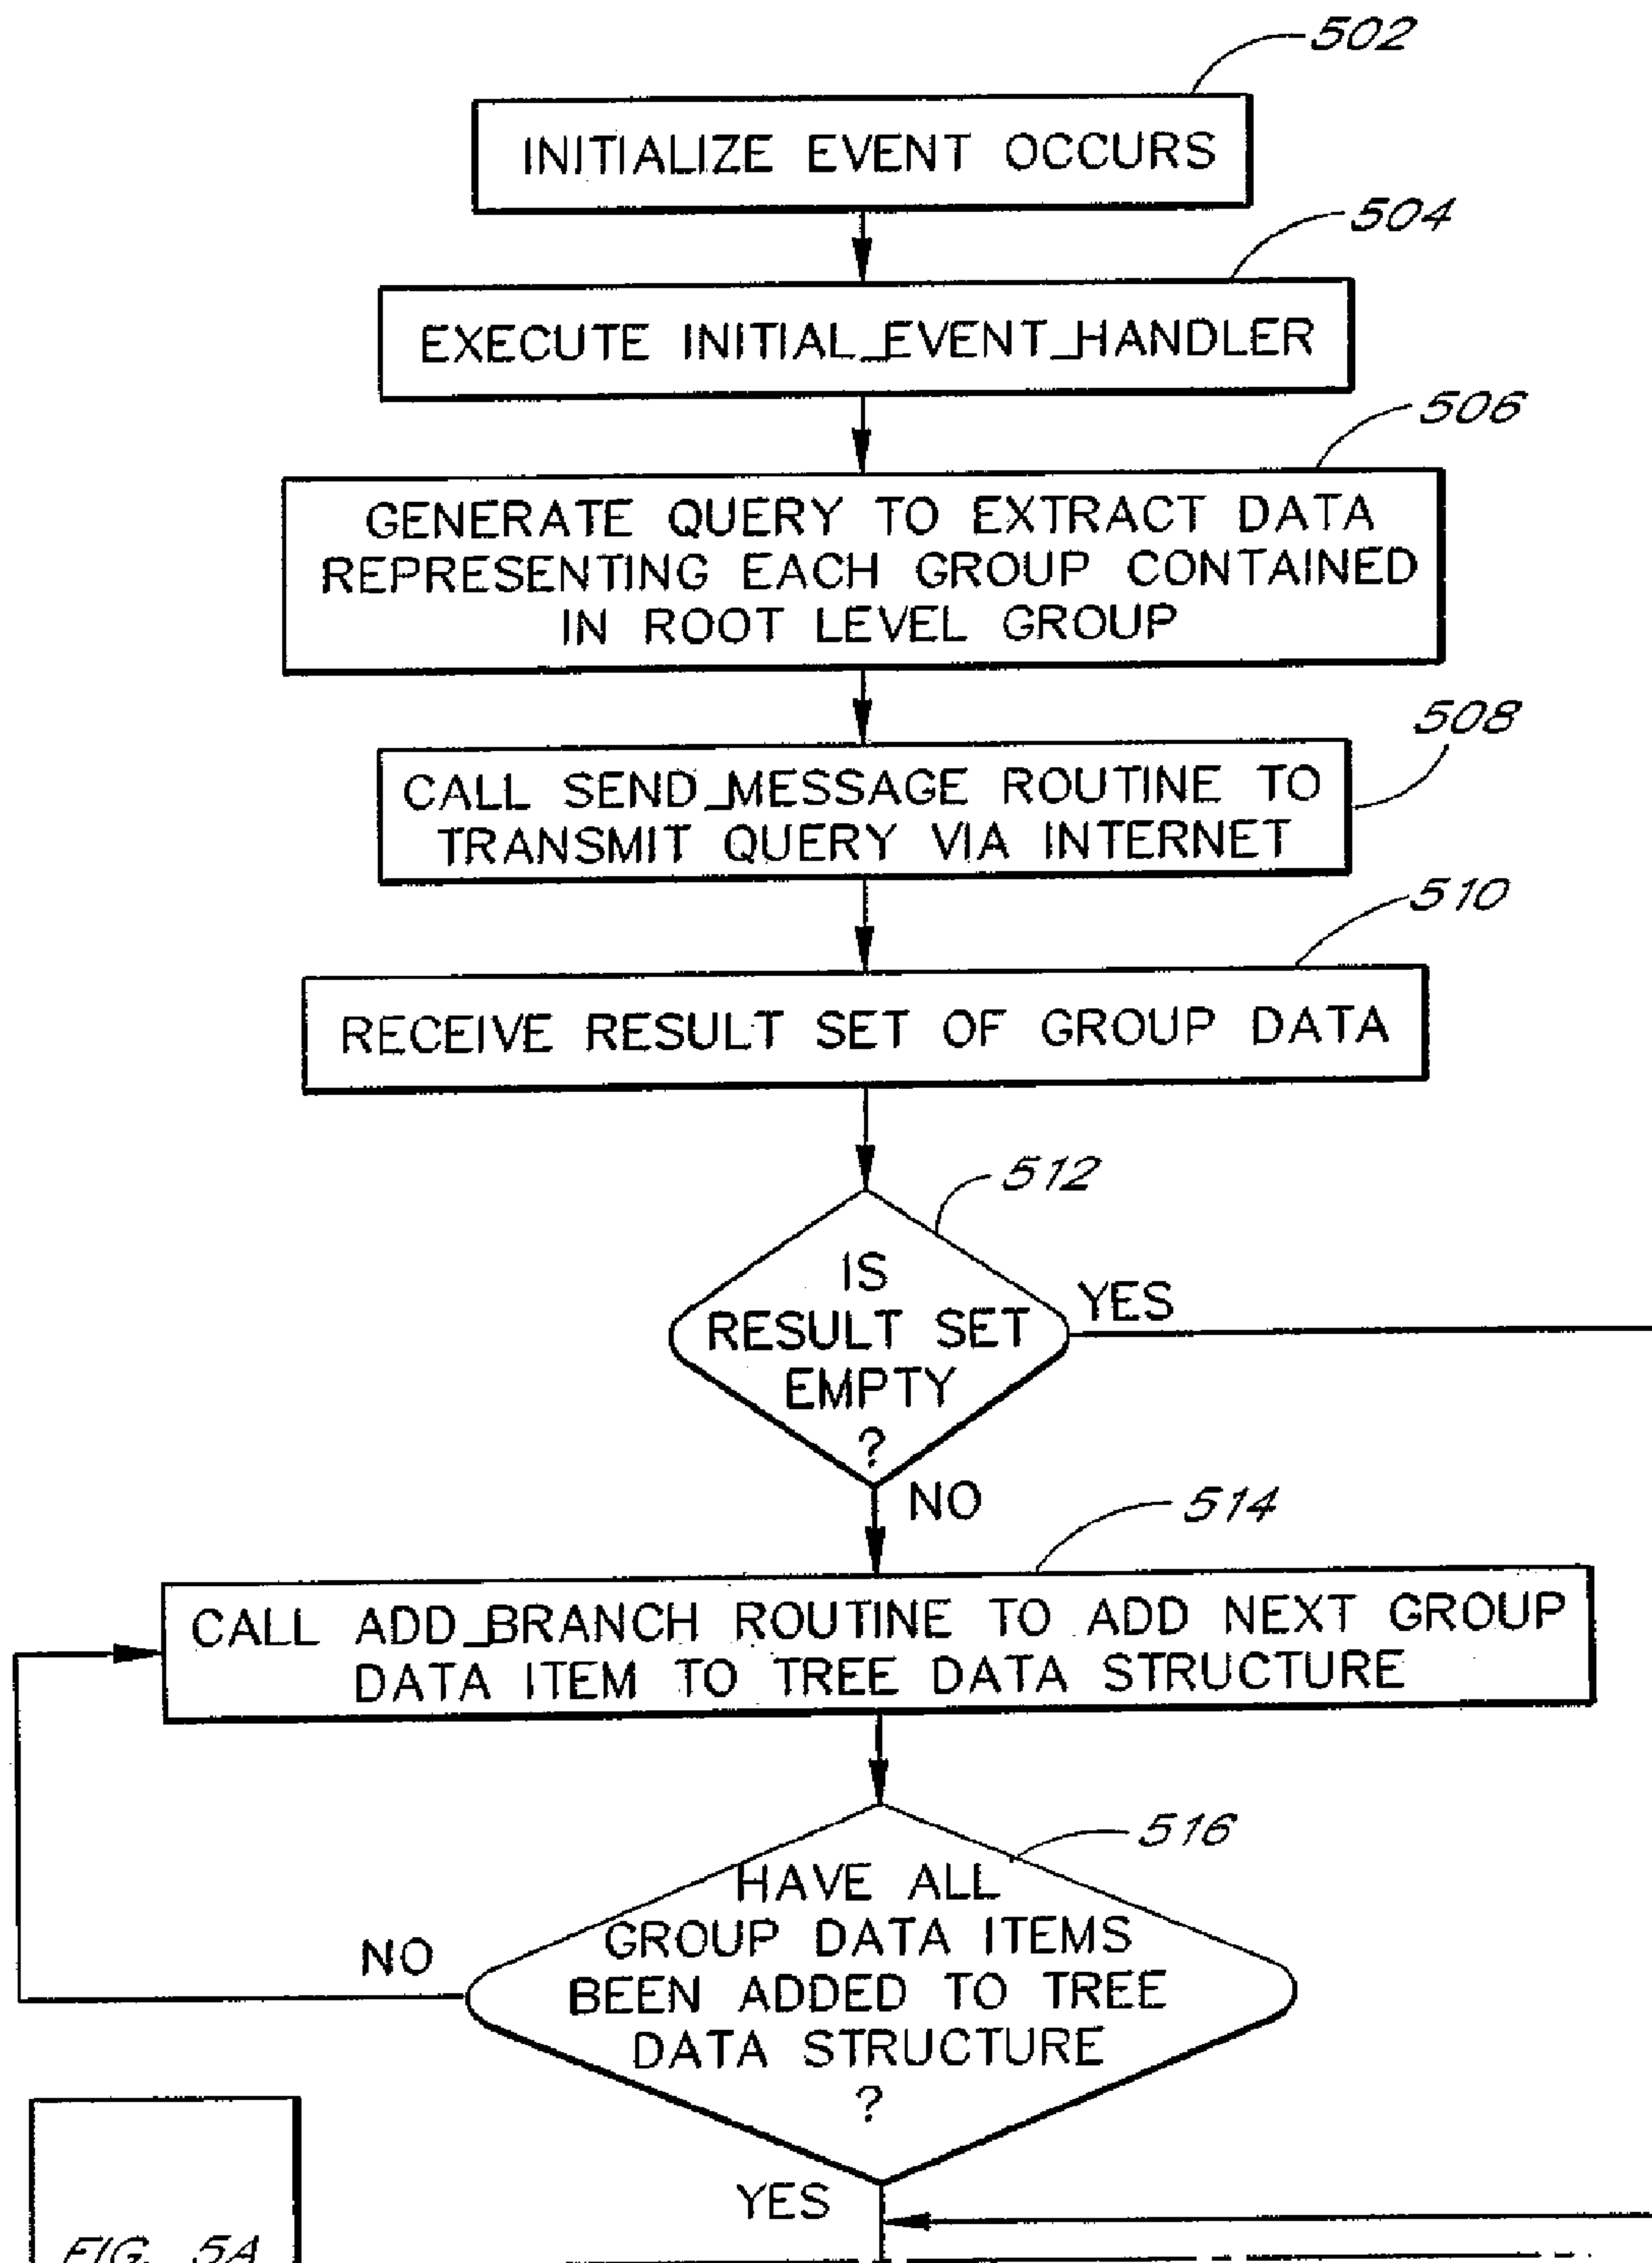 502
INITIALIZE EVENT OCCURS
504
EXECUTE INITIAL_EVENT_HANDLER
506
GENERATE QUERY TO EXTRACT DATA
REPRESENTING EACH GROUP CONTAINED
IN ROOT LEVEL GROUP
508
CALL SEND_MESSAGE ROUTINE TO
TRANSMIT QUERY VIA INTERNET
510
RECEIVE RESULT SET OF GROUP DATA
512
IS
RESULT SET
EMPTY
?
YES
NO
514
CALL ADD_BRANCH ROUTINE TO ADD NEXT GROUP
DATA ITEM TO TREE DATA STRUCTURE
516
HAVE ALL
GROUP DATA ITEMS
BEEN ADDED TO TREE
DATA STRUCTURE
?
NO
YES
FIG. 5A